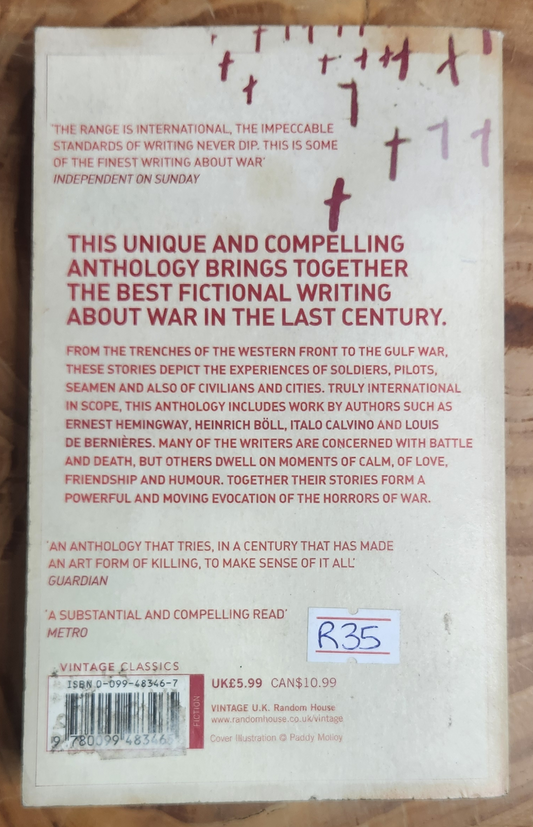 'THE RANGE IS INTERNATIONAL, THE IMPECCABLE
STANDARDS OF WRITING NEVER DIP. THIS IS SOME
OF THE FINEST WRITING ABOUT WAR'
INDEPENDENT ON SUNDAY
THIS UNIQUE AND COMPELLING
ANTHOLOGY BRINGS TOGETHER
THE BEST FICTIONAL WRITING
ABOUT WAR IN THE LAST CENTURY.
FROM THE TRENCHES OF THE WESTERN FRONT TO THE GULF WAR,
THESE STORIES DEPICT THE EXPERIENCES OF SOLDIERS, PILOTS,
SEAMEN AND ALSO OF CIVILIANS AND CITIES. TRULY INTERNATIONAL
IN SCOPE, THIS ANTHOLOGY INCLUDES WORK BY AUTHORS SUCH AS
ERNEST HEMINGWAY, HEINRICH BÖLL, ITALO CALVINO AND LOUIS
DE BERNIÈRES. MANY OF THE WRITERS ARE CONCERNED WITH BATTLE
AND DEATH, BUT OTHERS DWELL ON MOMENTS OF CALM, OF LOVE,
FRIENDSHIP AND HUMOUR. TOGETHER THEIR STORIES FORM A
POWERFUL AND MOVING EVOCATION OF THE HORRORS OF WAR.
'AN ANTHOLOGY THAT TRIES, IN A CENTURY THAT HAS MADE
AN ART FORM OF KILLING, TO MAKE SENSE OF IT ALL'
GUARDIAN
'A SUBSTANTIAL AND COMPELLING READ'
METRO
R35
VINTAGE CLASSICS
ISBN 0-099-48346-7
9 780099 483465
FICTION
UK£5.99 CAN$10.99
VINTAGE U.K. Random House
www.randomhouse.co.uk/vintage
Cover Illustration © Paddy Molloy